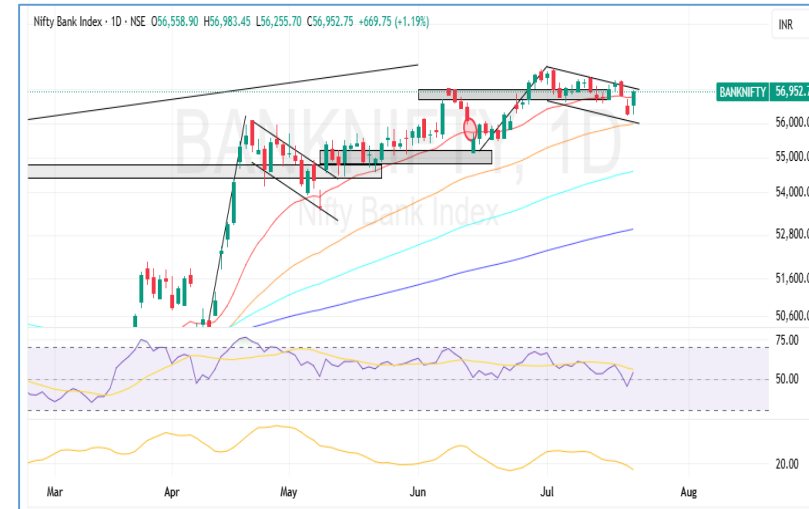 Nifty Bank Index · 1D · NSE O56,558.90 H56,983.45 L56,255.70 C56,952.75 +669.75 (+1.19%)
INR
BANKNIFTY, 1D
Nifty Bank Index
BANKNIFTY 56,952.7
56,000.0
55,000.0
54,000.0
52,800.0
51,600.0
50,600.0
75.00
50.00
20.00
Mar Apr May Jun Jul Aug